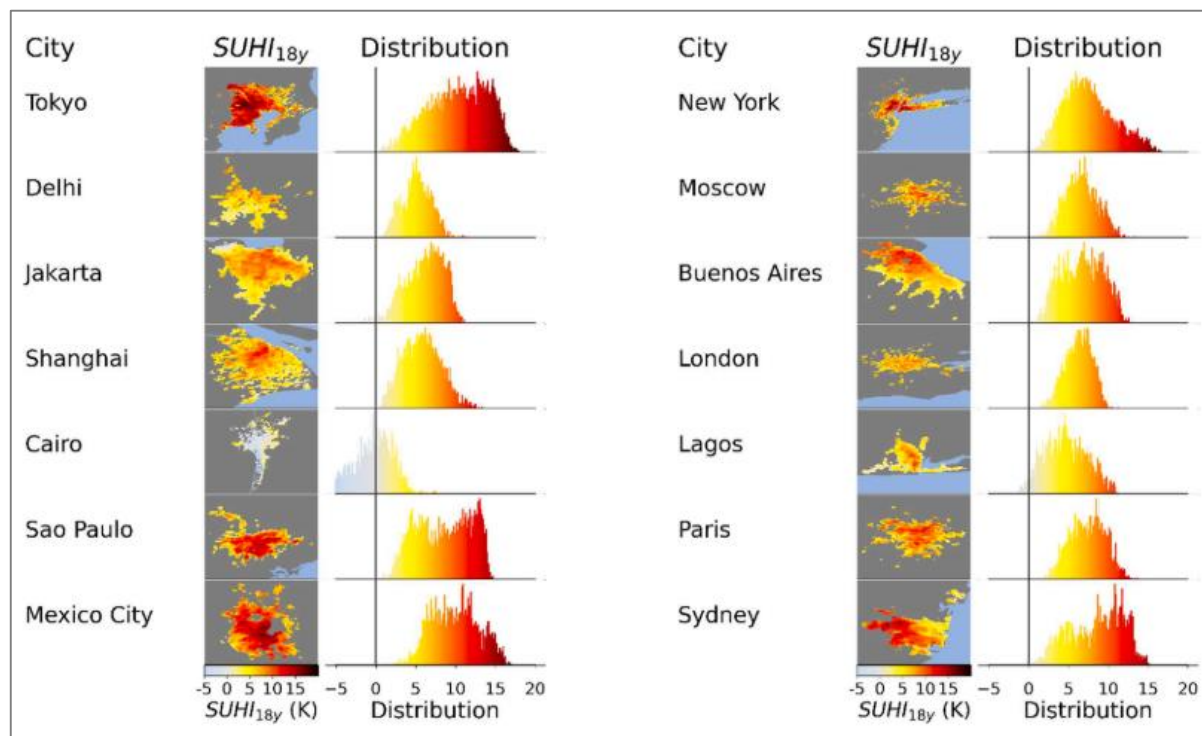 City SUHI18y Distribution City SUHI18y Distribution
Tokyo New York
Delhi Moscow
Jakarta Buenos Aires
Shanghai London
Cairo Lagos
Sao Paulo Paris
Mexico City Sydney
-5 0 5 10 15 −5 0 5 10 15 20 -5 0 5 10 15 −5 0 5 10 15 20
SUHI18y (K) Distribution SUHI18y (K) Distribution